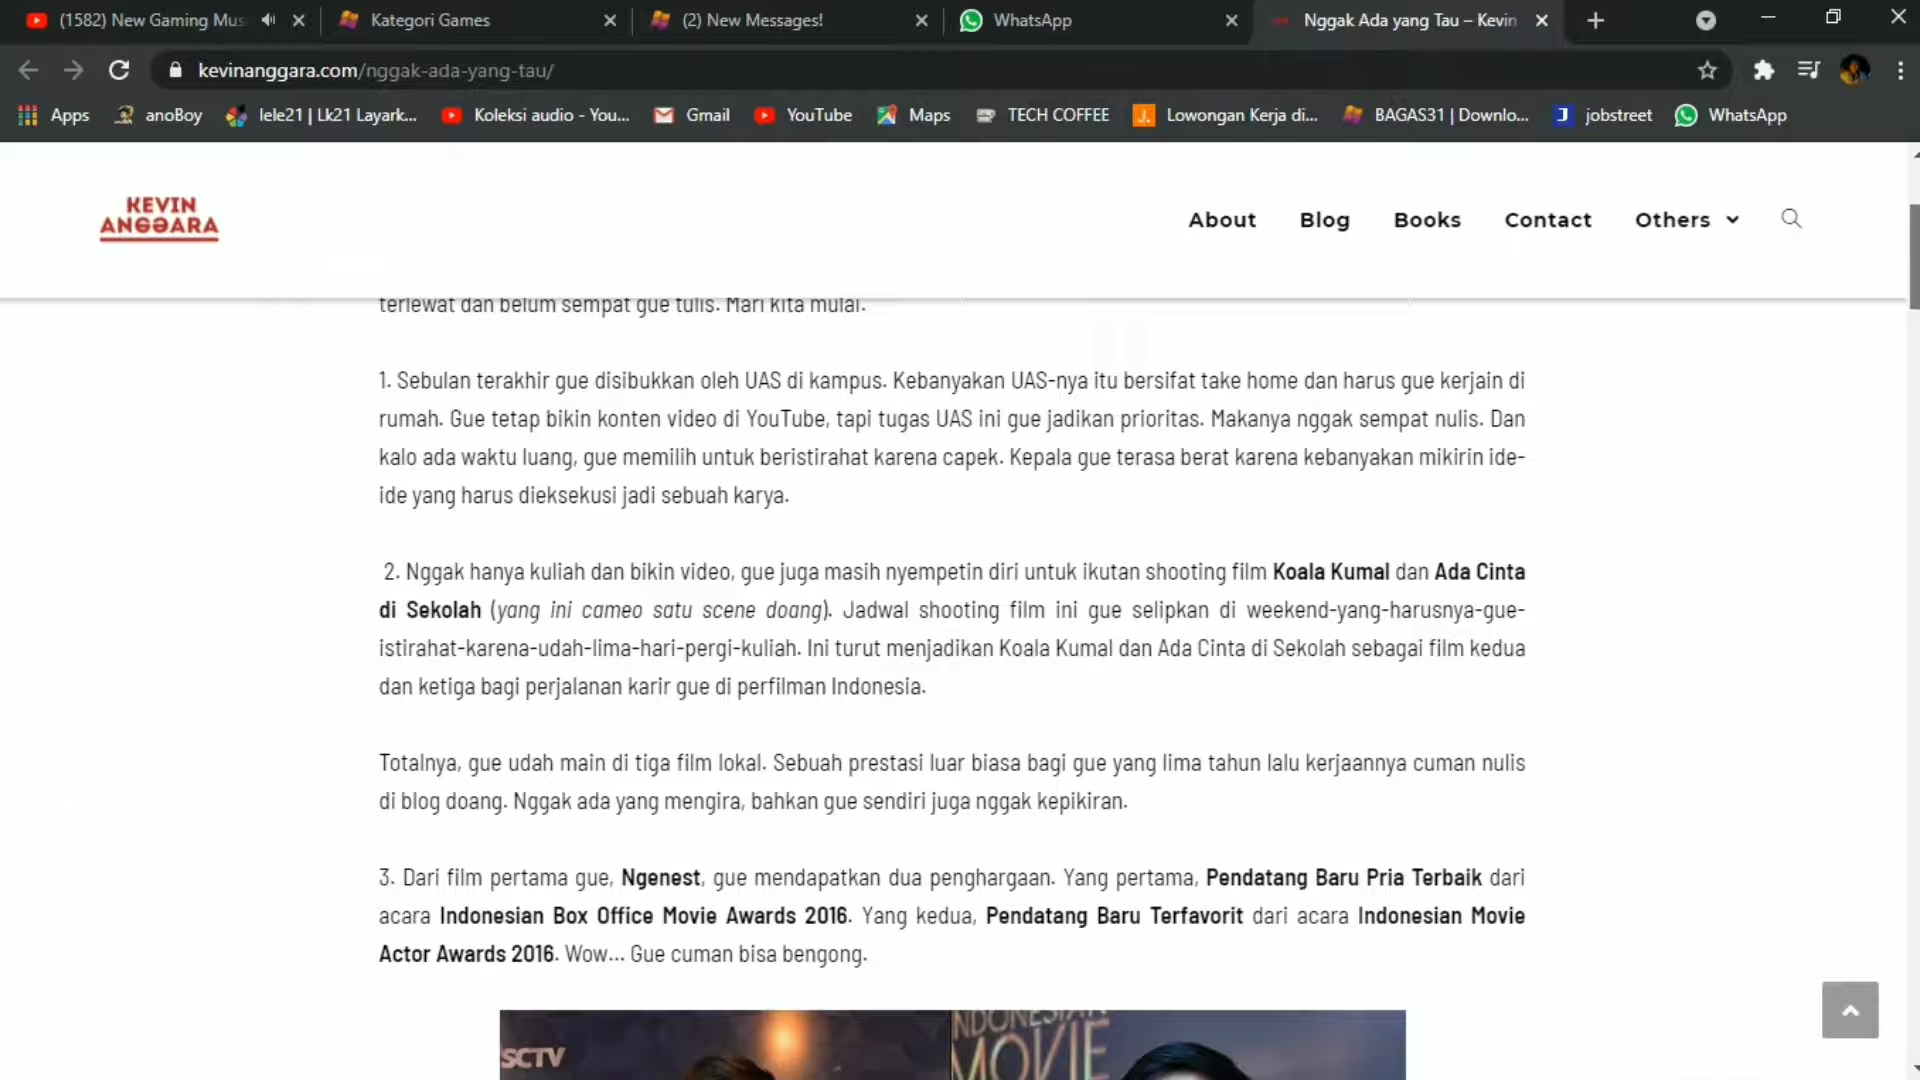 (1582) New Gaming Mus
Kategori Games
(2) New Messages!
WhatsApp
Nggak Ada yang Tau – Kevin
kevinanggara.com/nggak-ada-yang-tau/
Apps
anoBoy
lele21 | Lk21 Layark...
Koleksi audio - You...
Gmail
YouTube
Maps
TECH COFFEE
Lowongan Kerja di...
BAGAS31 | Downlo...
jobstreet
WhatsApp
KEVIN
ANGGARA
About
Blog
Books
Contact
Others
terlewat dan belum sempat gue tulis. Mari kita mulai.
1. Sebulan terakhir gue disibukkan oleh UAS di kampus. Kebanyakan UAS-nya itu bersifat take home dan harus gue kerjain di
rumah. Gue tetap bikin konten video di YouTube, tapi tugas UAS ini gue jadikan prioritas. Makanya nggak sempat nulis. Dan
kalo ada waktu luang, gue memilih untuk beristirahat karena capek. Kepala gue terasa berat karena kebanyakan mikirin ide-
ide yang harus dieksekusi jadi sebuah karya.
2. Nggak hanya kuliah dan bikin video, gue juga masih nyempetin diri untuk ikutan shooting film Koala Kumal dan Ada Cinta
di Sekolah (yang ini cameo satu scene doang). Jadwal shooting film ini gue selipkan di weekend-yang-harusnya-gue-
istirahat-karena-udah-lima-hari-pergi-kuliah. Ini turut menjadikan Koala Kumal dan Ada Cinta di Sekolah sebagai film kedua
dan ketiga bagi perjalanan karir gue di perfilman Indonesia.
Totalnya, gue udah main di tiga film lokal. Sebuah prestasi luar biasa bagi gue yang lima tahun lalu kerjaannya cuman nulis
di blog doang. Nggak ada yang mengira, bahkan gue sendiri juga nggak kepikiran.
3. Dari film pertama gue, Ngenest, gue mendapatkan dua penghargaan. Yang pertama, Pendatang Baru Pria Terbaik dari
acara Indonesian Box Office Movie Awards 2016. Yang kedua, Pendatang Baru Terfavorit dari acara Indonesian Movie
Actor Awards 2016. Wow... Gue cuman bisa bengong.
SCTV
INDONESIAN
MOVIE